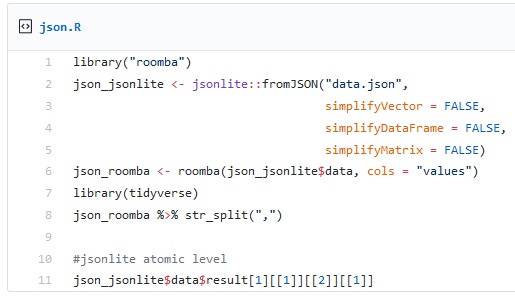 json.R
1 library("roomba")
2 json_jsonlite <- jsonlite::fromJSON("data.json",
3 simplifyVector = FALSE,
4 simplifyDataFrame = FALSE,
5 simplifyMatrix = FALSE)
6 json_roomba <- roomba(json_jsonlite$data, cols = "values")
7 library(tidyverse)
8 json_roomba %>% str_split(",")
9
10 #jsonlite atomic level
11 json_jsonlite$data$result[1][[1]][[2]][[1]]